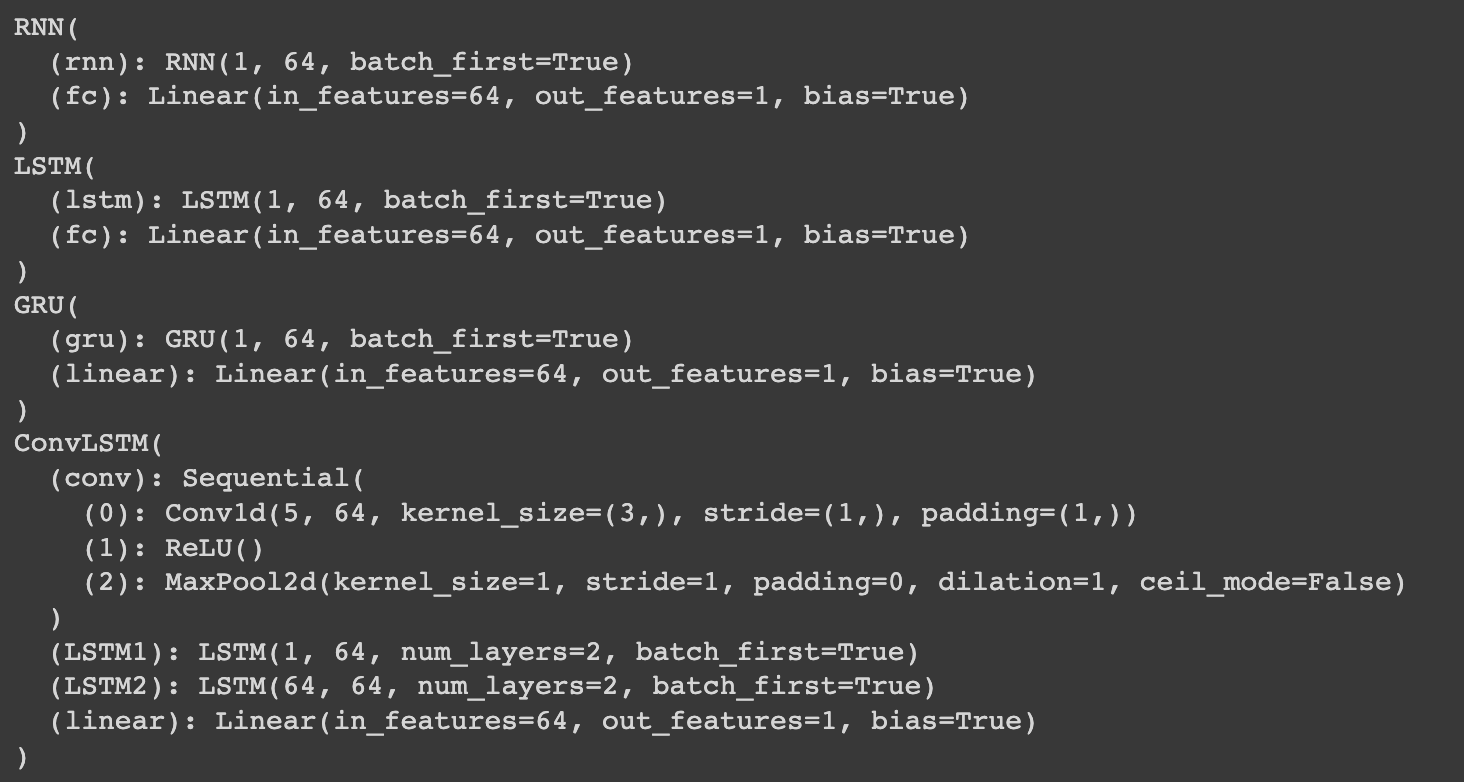 RNN(
  (rnn): RNN(1, 64, batch_first=True)
  (fc): Linear(in_features=64, out_features=1, bias=True)
)
LSTM(
  (lstm): LSTM(1, 64, batch_first=True)
  (fc): Linear(in_features=64, out_features=1, bias=True)
)
GRU(
  (gru): GRU(1, 64, batch_first=True)
  (linear): Linear(in_features=64, out_features=1, bias=True)
)
ConvLSTM(
  (conv): Sequential(
    (0): Conv1d(5, 64, kernel_size=(3,), stride=(1,), padding=(1,))
    (1): ReLU()
    (2): MaxPool2d(kernel_size=1, stride=1, padding=0, dilation=1, ceil_mode=False)
  )
  (LSTM1): LSTM(1, 64, num_layers=2, batch_first=True)
  (LSTM2): LSTM(64, 64, num_layers=2, batch_first=True)
  (linear): Linear(in_features=64, out_features=1, bias=True)
)